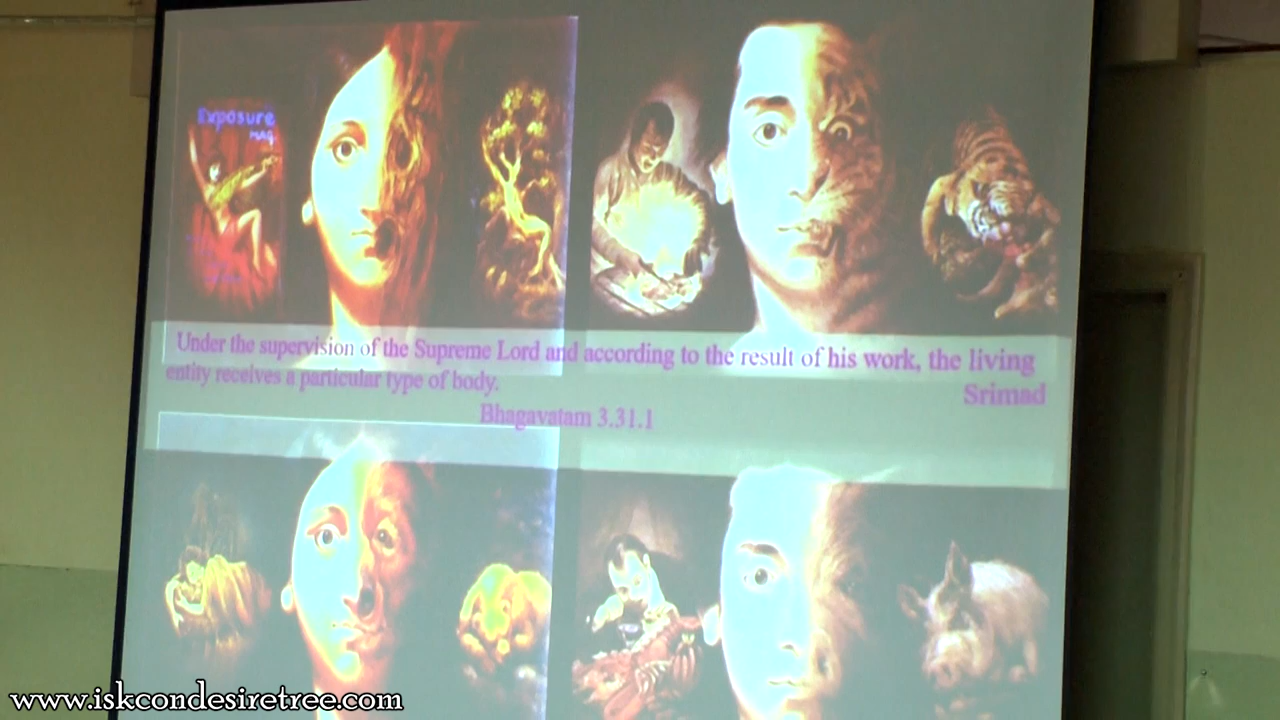 Exposure
MAG.
Under the supervision of the Supreme Lord and according to the result of his work, the living
entity receives a particular type of body.
Srimad
Bhagavatam 3.31.1
www.iskcondesiretree.com